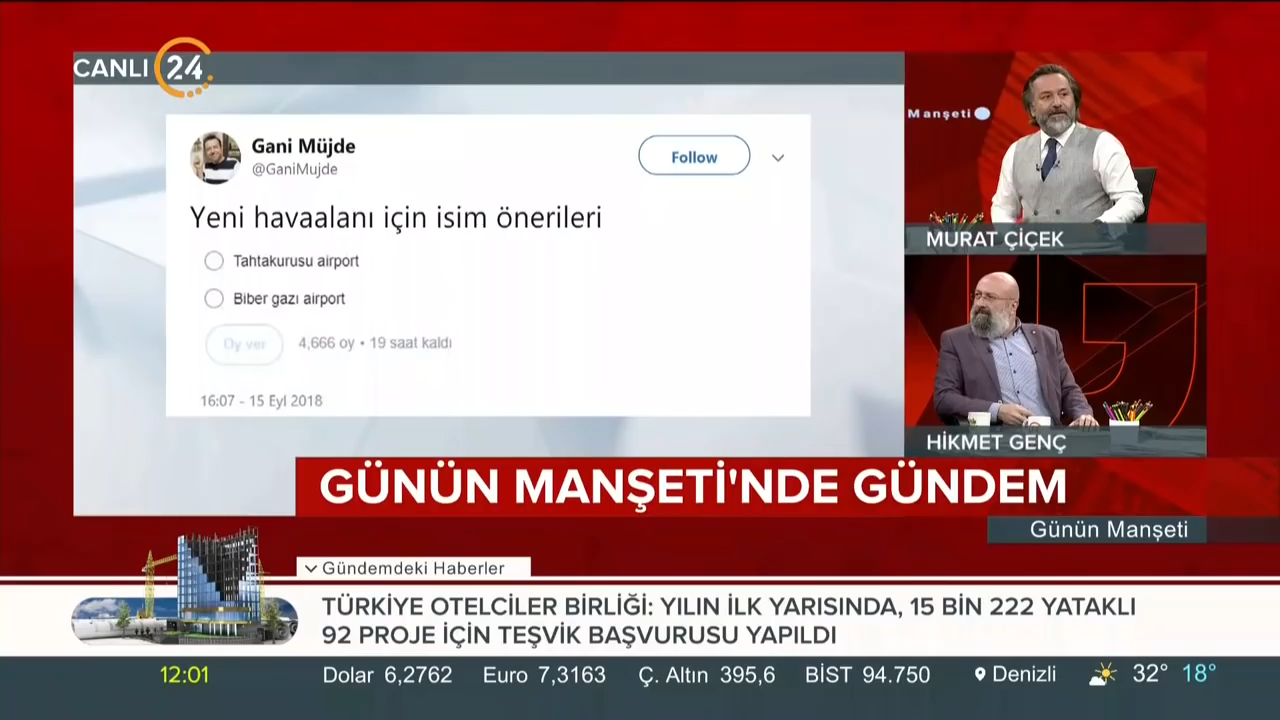 CANLI 24
Manşeti
Gani Müjde
@GaniMujde
Follow
Yeni havaalanı için isim önerileri
Tahtakurusu airport
Biber gazı airport
Oy ver
4,666 oy • 19 saat kaldı
16:07 - 15 Eyl 2018
MURAT ÇİÇEK
HİKMET GENÇ
GÜNÜN MANŞETİ'NDE GÜNDEM
Günün Manşeti
Gündemdeki Haberler
TÜRKİYE OTELCİLER BİRLİĞİ: YILIN İLK YARISINDA, 15 BİN 222 YATAKLI
92 PROJE İÇİN TEŞVİK BAŞVURUSU YAPILDI
12:01 Dolar 6,2762 Euro 7,3163 Ç. Altın 395,6 BİST 94.750 Denizli 32° 18°